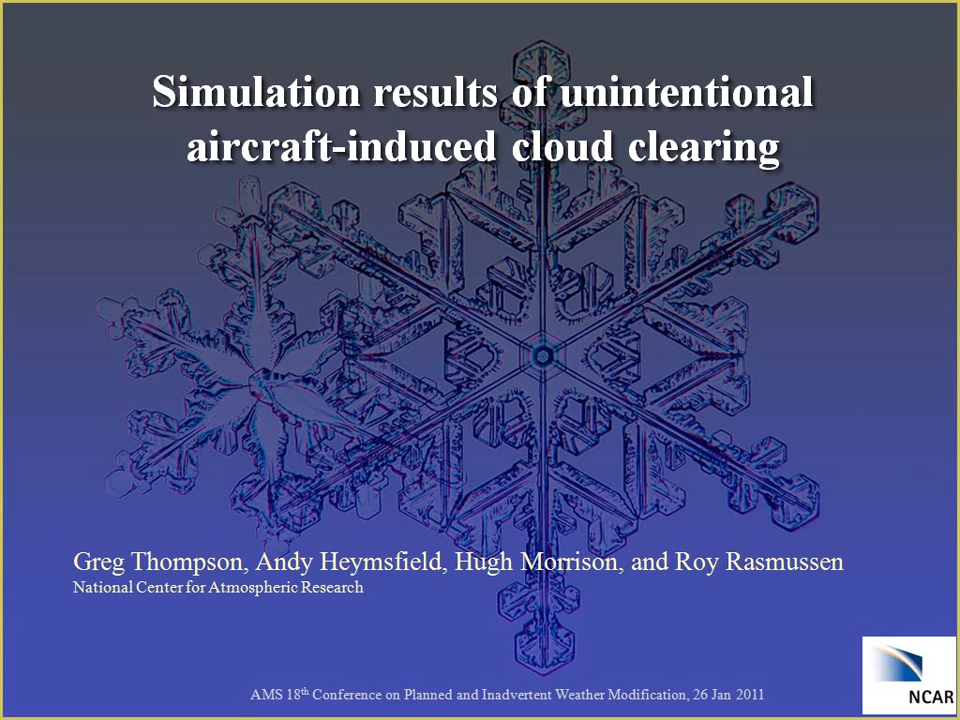 Simulation results of unintentional
aircraft-induced cloud clearing
Greg Thompson, Andy Heymsfield, Hugh Morrison, and Roy Rasmussen
National Center for Atmospheric Research
AMS 18th Conference on Planned and Inadvertent Weather Modification, 26 Jan 2011
NCAR